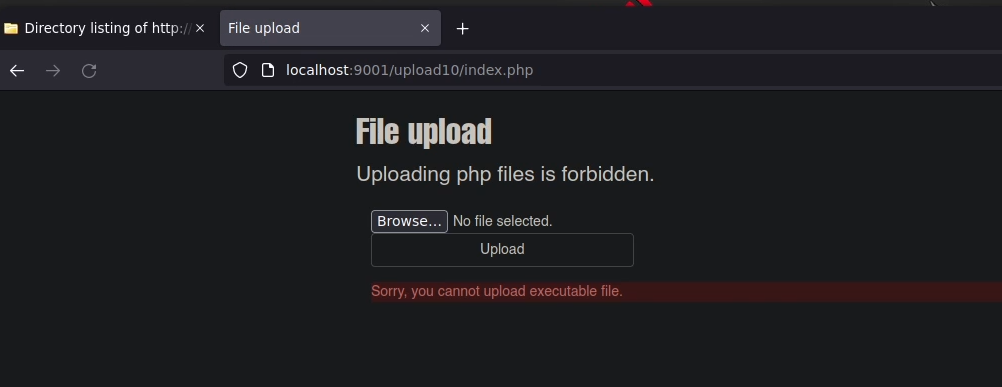 Directory listing of http://
File upload
localhost:9001/upload10/index.php
File upload
Uploading php files is forbidden.
Browse... No file selected.
Upload
Sorry, you cannot upload executable file.